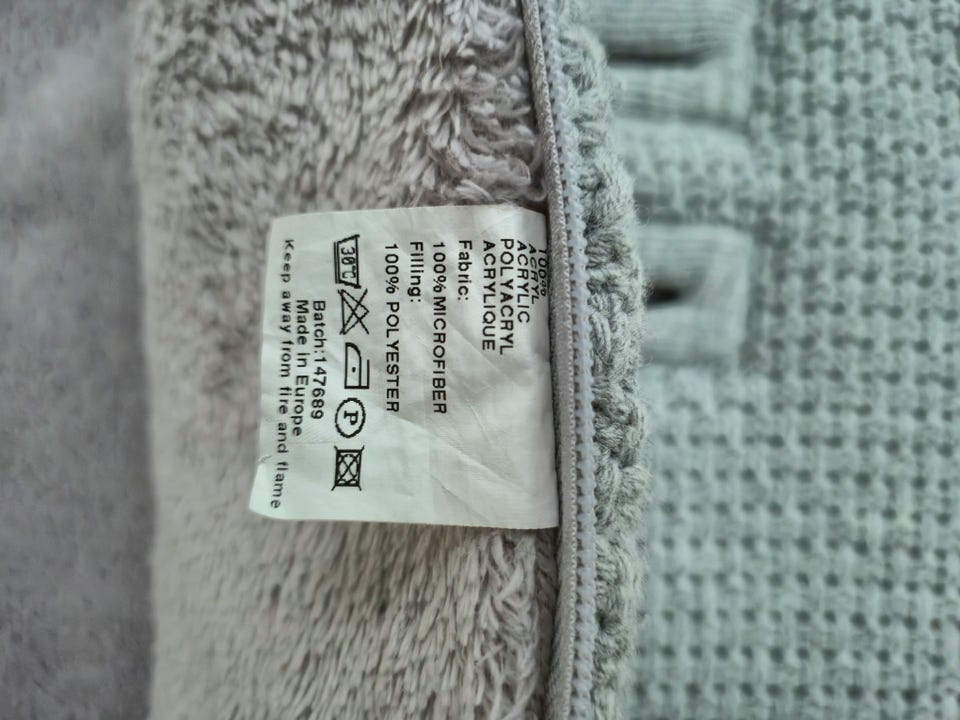 100%
ACRYL
ACRYLIC
POLYACRYL
ACRYLIQUE
Fabric:
100% MICROFIBER
Filling:
100% POLYESTER
30°C P
Batch:147689
Made in Europe
Keep away from fire and flame